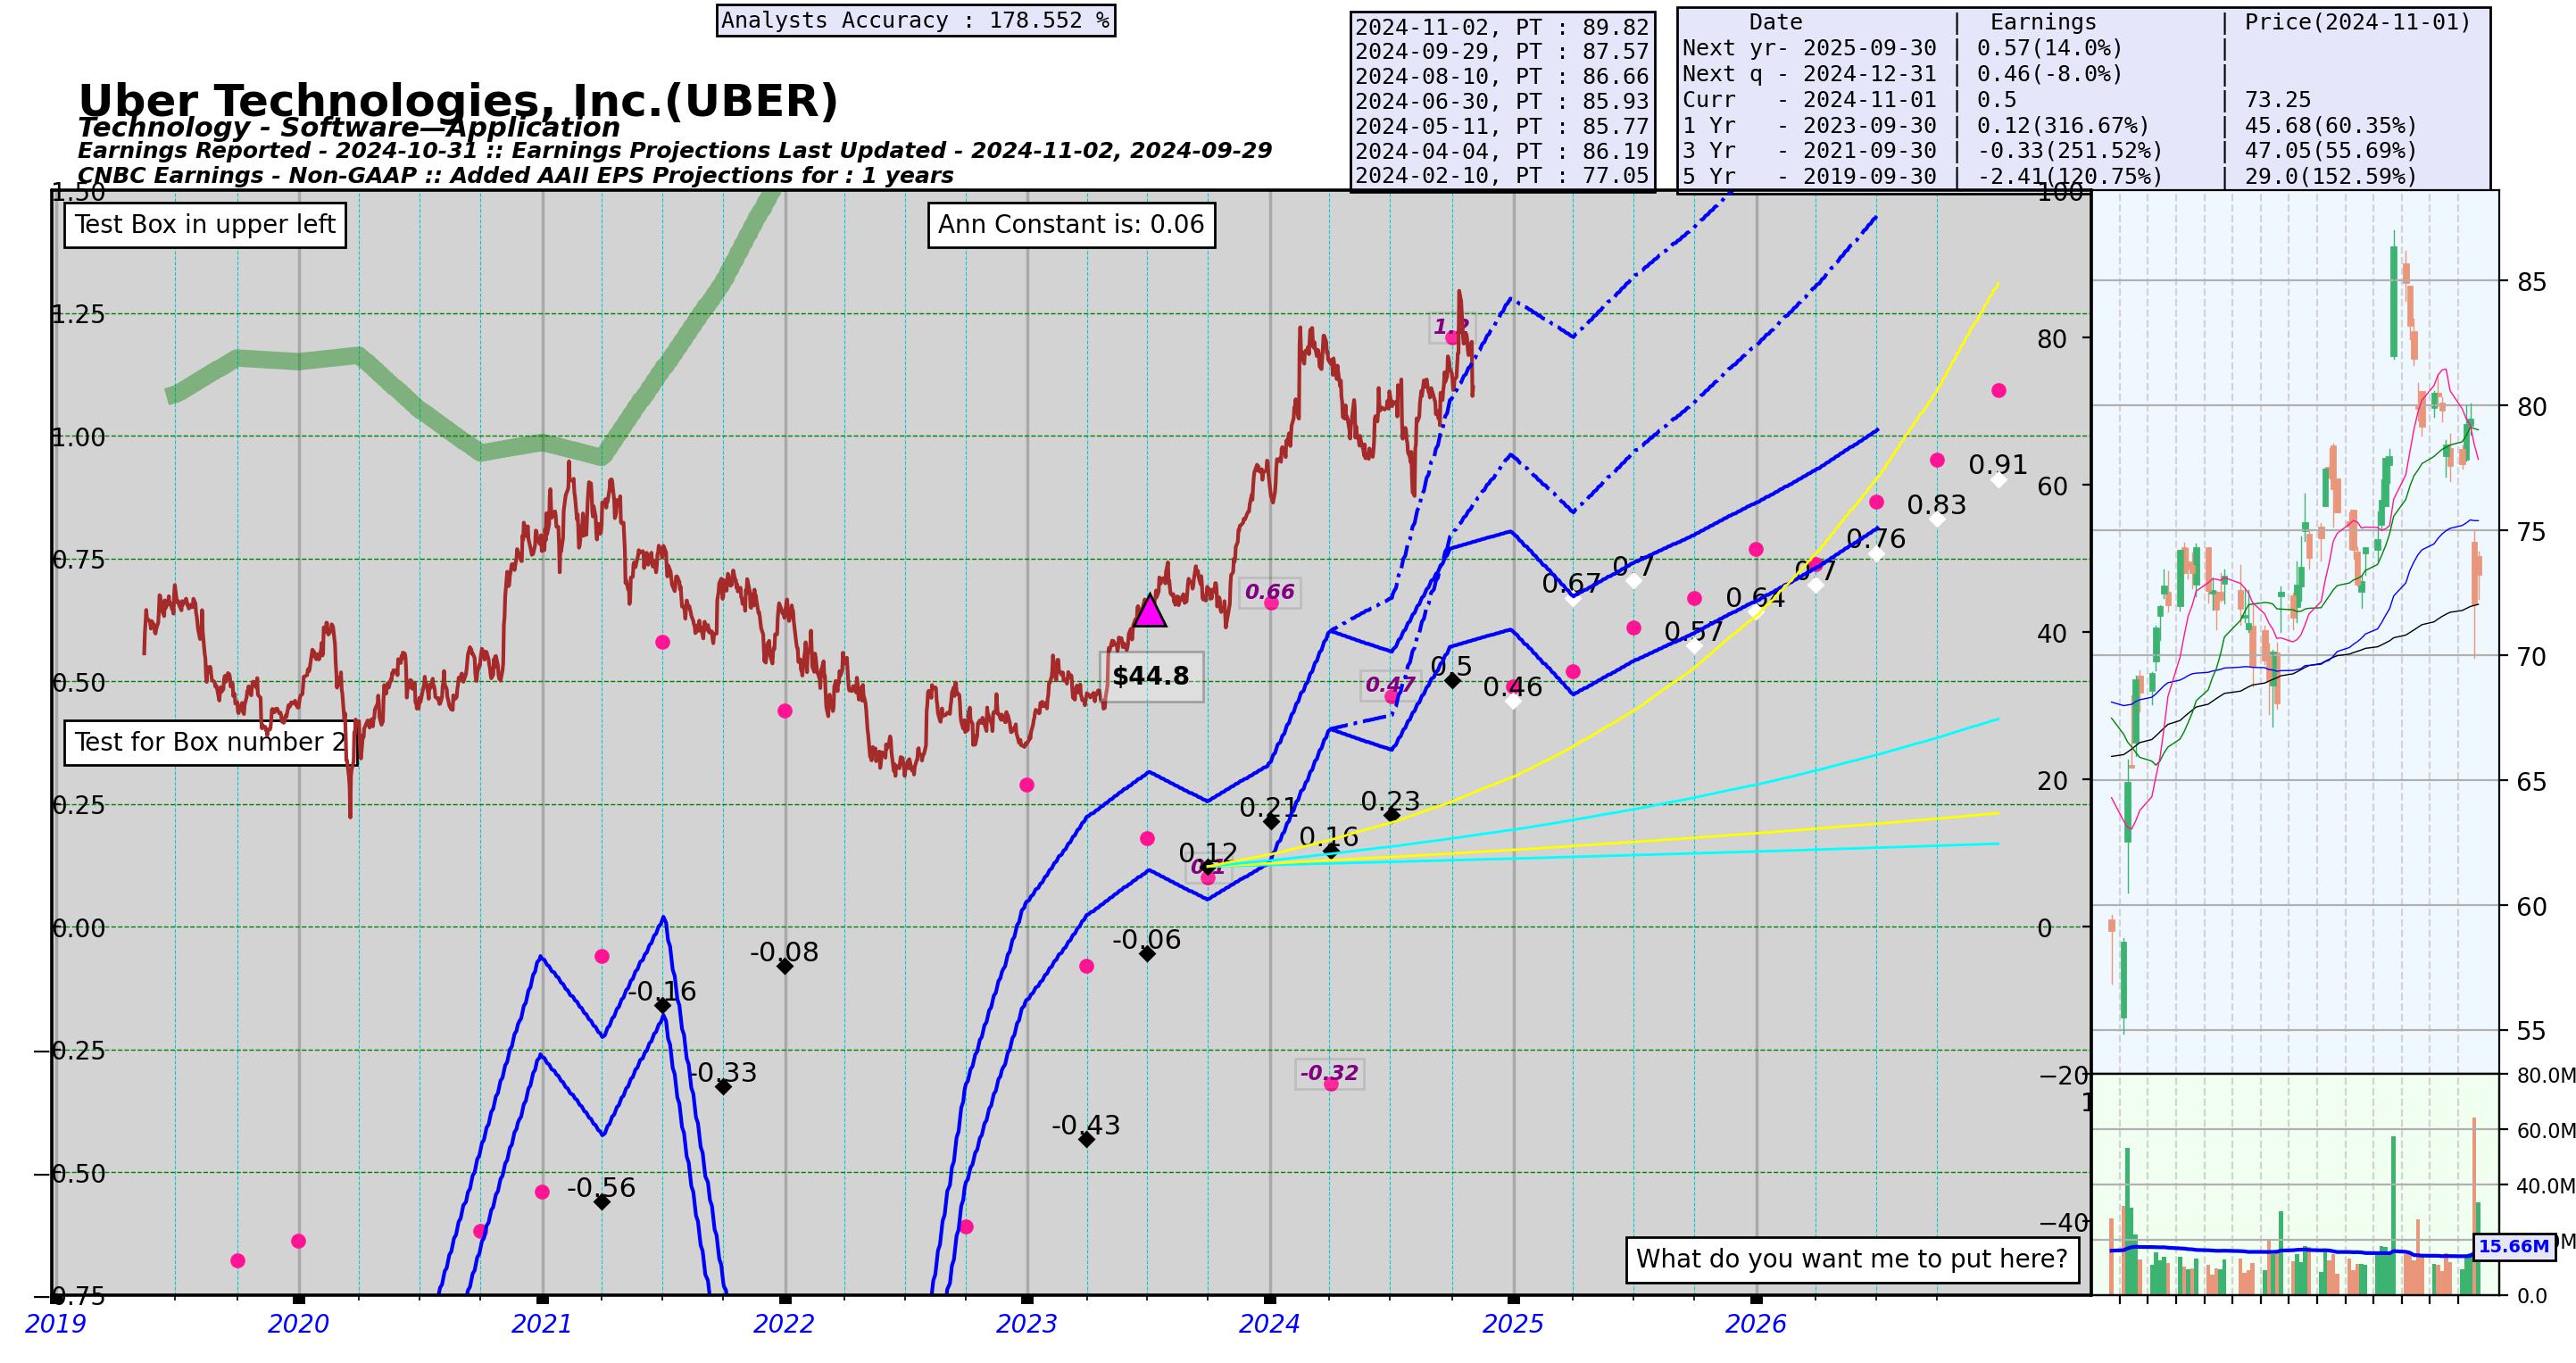 Analysts Accuracy : 178.552 %
2024-11-02, PT : 89.82
2024-09-29, PT : 87.57
2024-08-10, PT : 86.66
2024-06-30, PT : 85.93
2024-05-11, PT : 85.77
2024-04-04, PT : 86.19
2024-02-10, PT : 77.05
Date | Earnings | Price(2024-11-01)
Next yr- 2025-09-30 | 0.57(14.0%) |
Next q - 2024-12-31 | 0.46(-8.0%) |
Curr - 2024-11-01 | 0.5 | 73.25
1 Yr - 2023-09-30 | 0.12(316.67%) | 45.68(60.35%)
3 Yr - 2021-09-30 | -0.33(251.52%) | 47.05(55.69%)
5 Yr - 2019-09-30 | -2.41(120.75%) | 29.0(152.59%)
Uber Technologies, Inc.(UBER)
Technology - Software—Application
Earnings Reported - 2024-10-31 :: Earnings Projections Last Updated - 2024-11-02, 2024-09-29
CNBC Earnings - Non-GAAP :: Added AAII EPS Projections for : 1 years
1.50
1.25
1.00
0.75
0.50
0.25
0.00
−0.25
−0.50
−0.75
Test Box in upper left
Ann Constant is: 0.06
Test for Box number 2
$44.8
What do you want me to put here?
-0.56
-0.16
-0.33
-0.08
-0.43
-0.06
0.12
0.21
0.16
0.23
0.5
0.46
0.67
0.7
0.57
0.64
0.7
0.76
0.83
0.91
0.66
-0.32
0.47
100
80
60
40
20
0
−20
−40
85
80
75
70
65
60
55
80.0M
60.0M
40.0M
15.66M
0.0
2019
2020
2021
2022
2023
2024
2025
2026